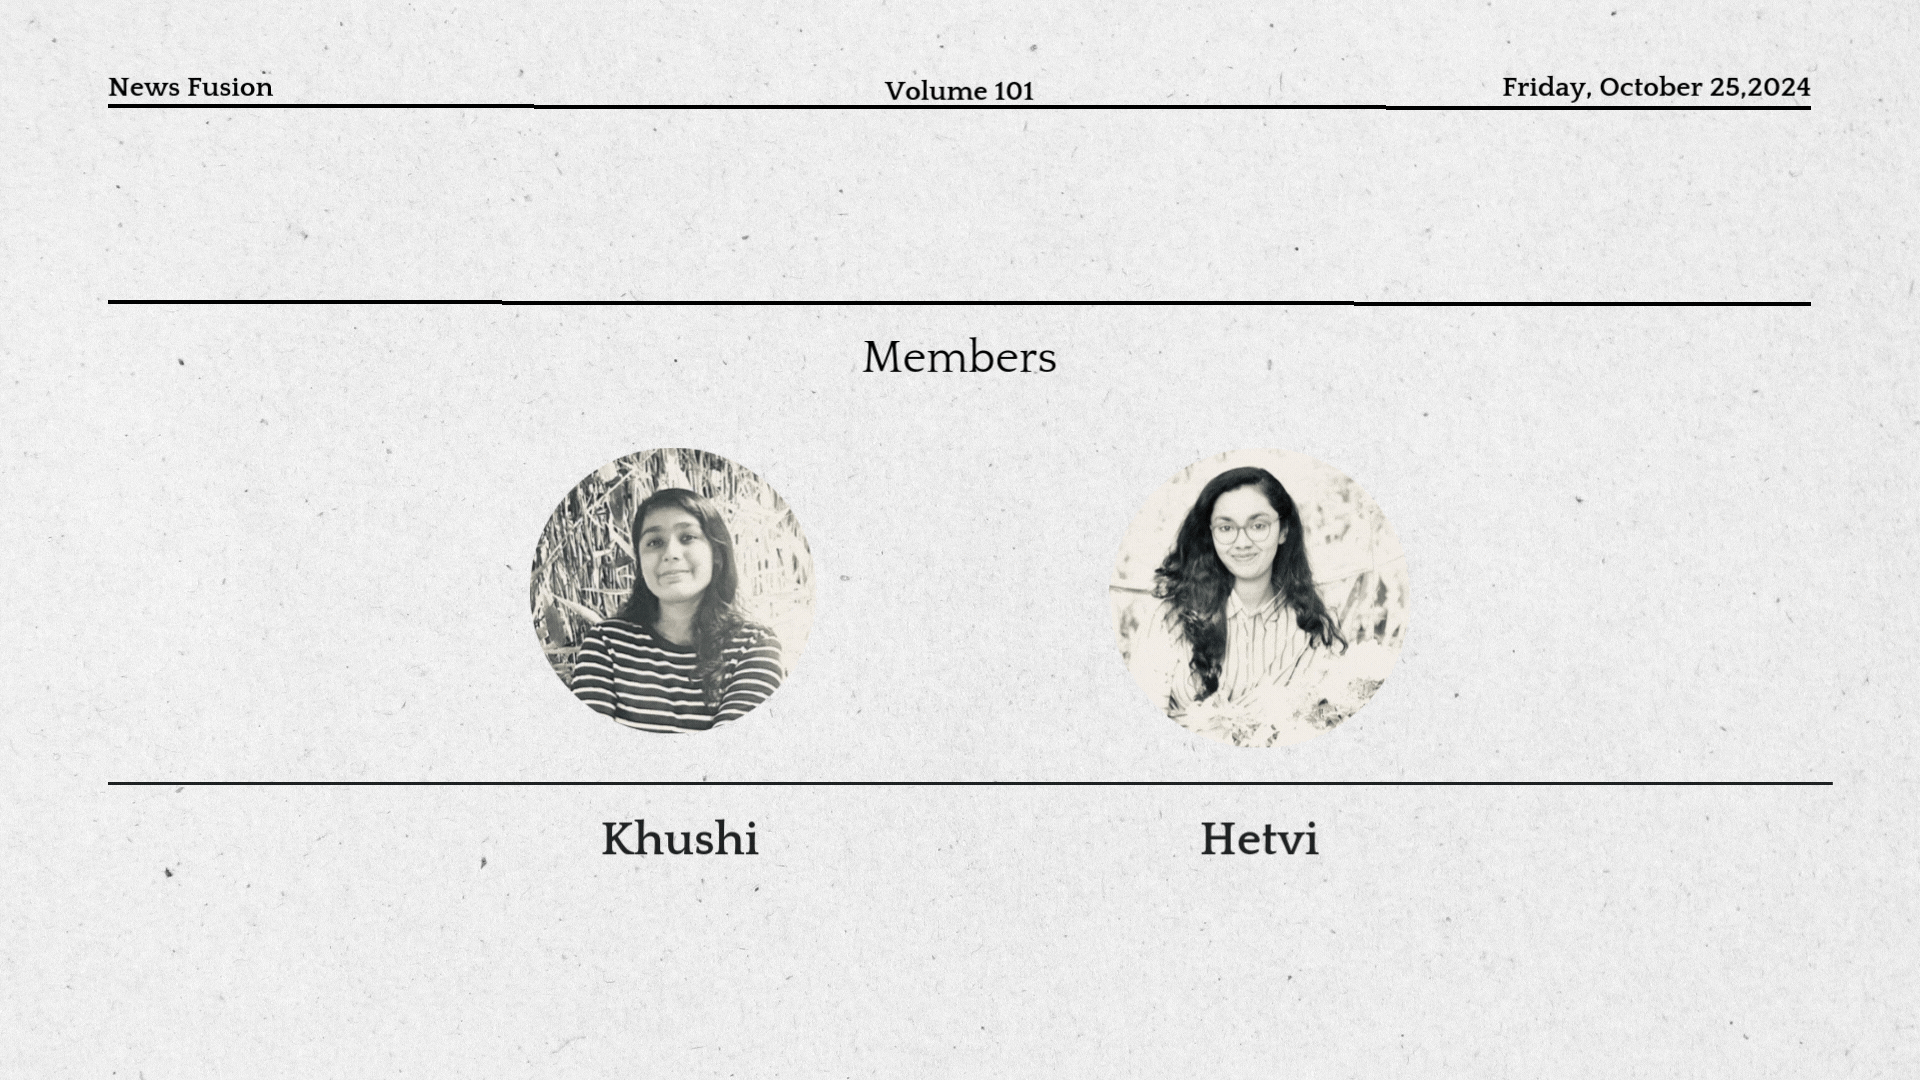 News Fusion
Volume 101
Friday, October 25,2024
Members
Khushi
Hetvi